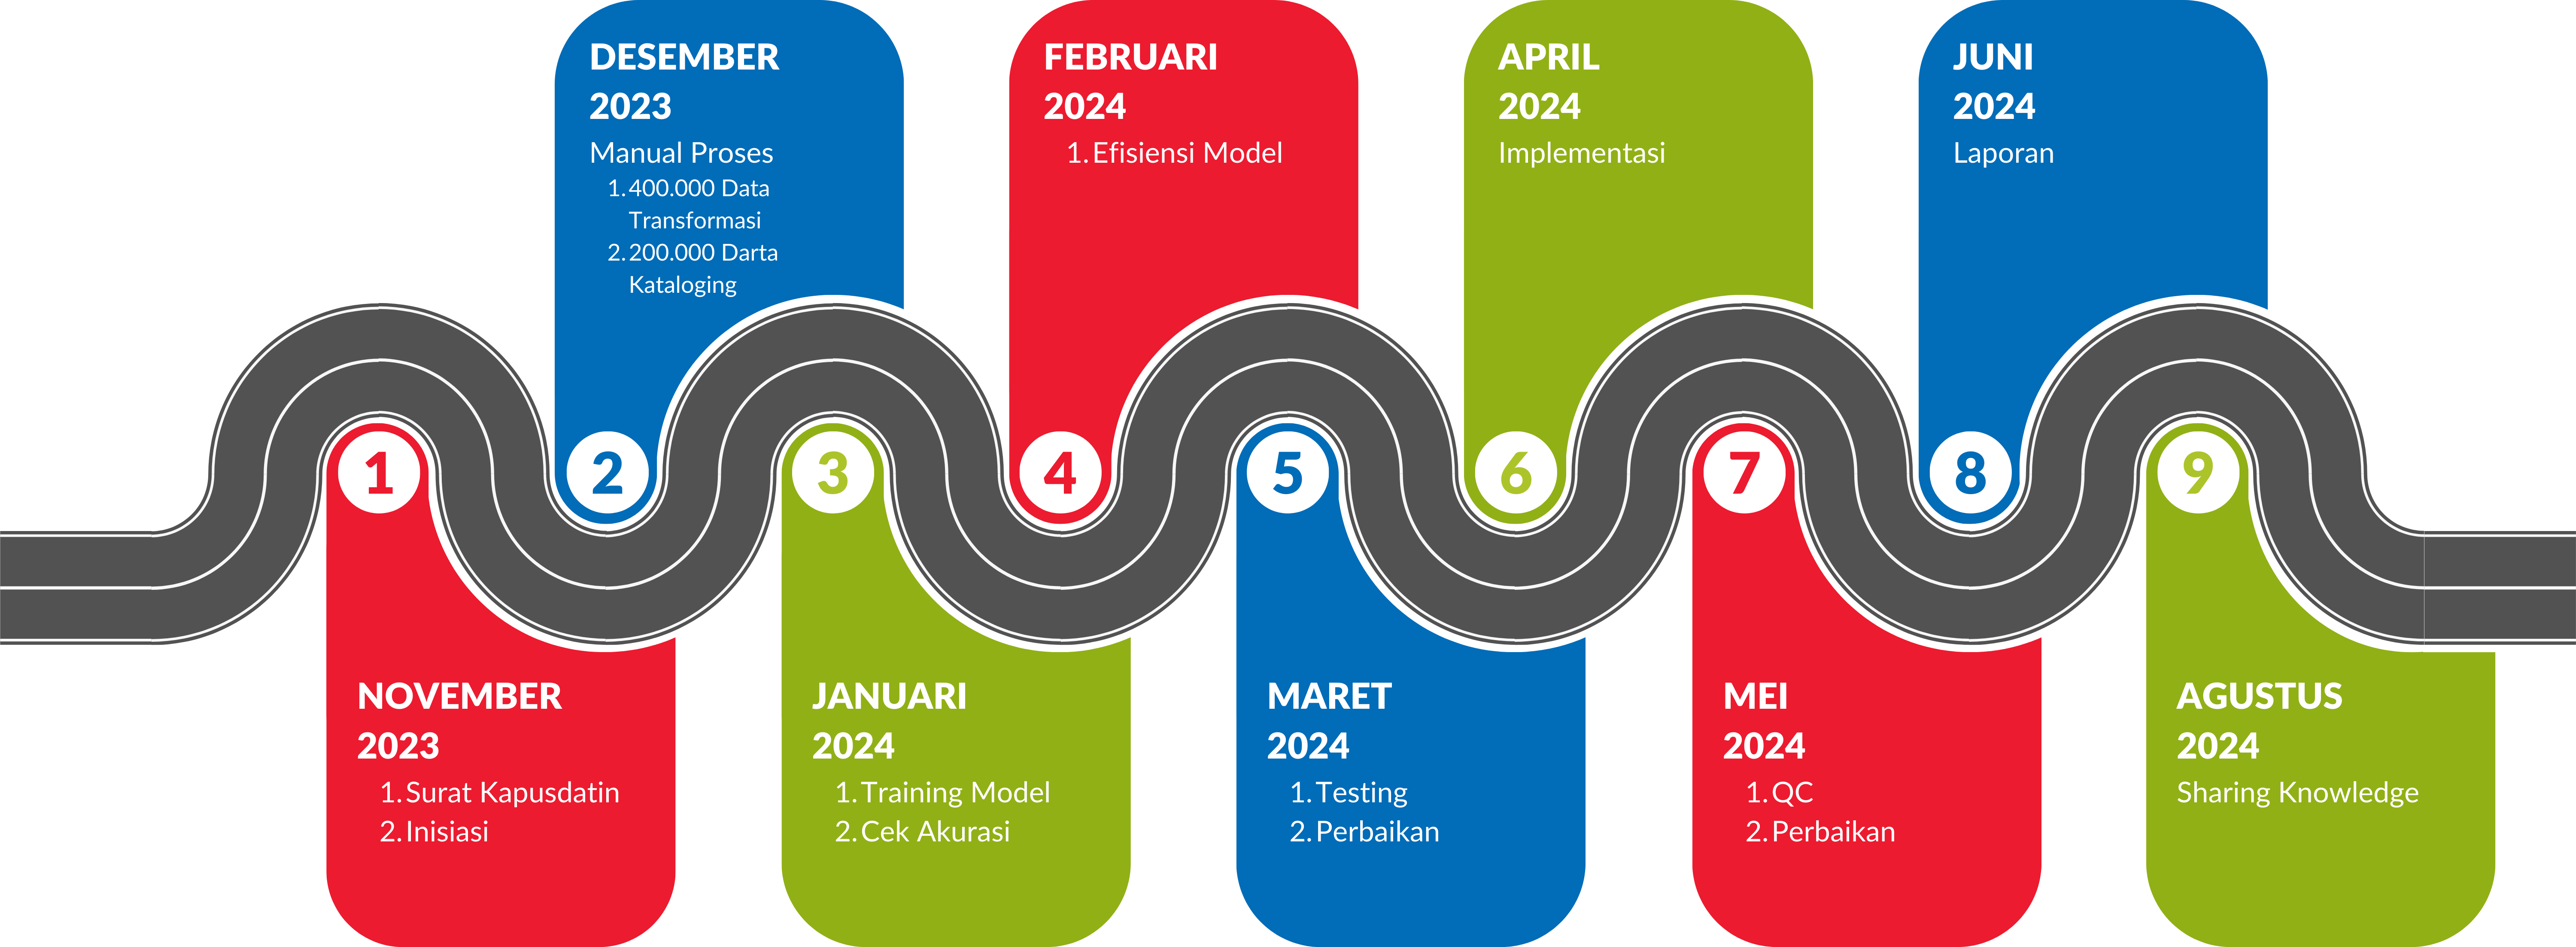 1
NOVEMBER
2023
1. Surat Kapusdatin
2. Inisiasi
DESEMBER
2023
Manual Proses
1. 400.000 Data
Transformasi
2. 200.000 Darta
Kataloging
2
3
JANUARI
2024
1. Training Model
2. Cek Akurasi
FEBRUARI
2024
1. Efisiensi Model
4
5
MARET
2024
1. Testing
2. Perbaikan
APRIL
2024
Implementasi
6
7
MEI
2024
1. QC
2. Perbaikan
JUNI
2024
Laporan
8
9
AGUSTUS
2024
Sharing Knowledge